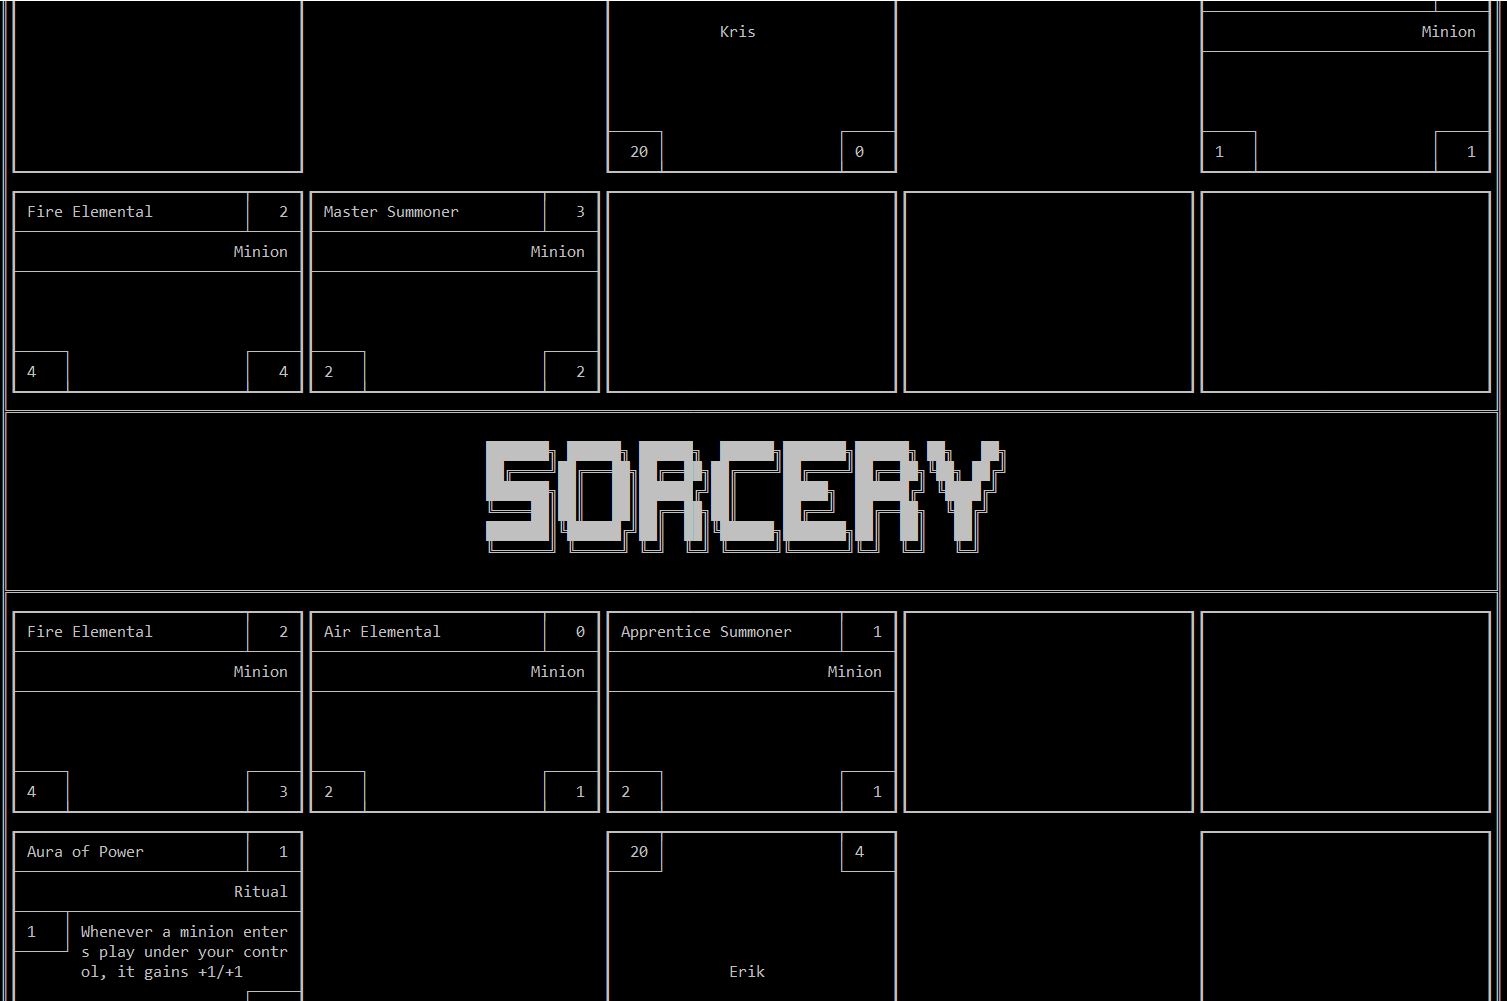 Kris
Minion
20 0
1 1
Fire Elemental 2
Minion
4 4
Master Summoner 3
Minion
2 2
SORCERY
Fire Elemental 2
Minion
4 3
Air Elemental 0
Minion
2 1
Apprentice Summoner 1
Minion
2 1
Aura of Power 1
Ritual
1 Whenever a minion enter
s play under your contr
ol, it gains +1/+1
20 4
Erik